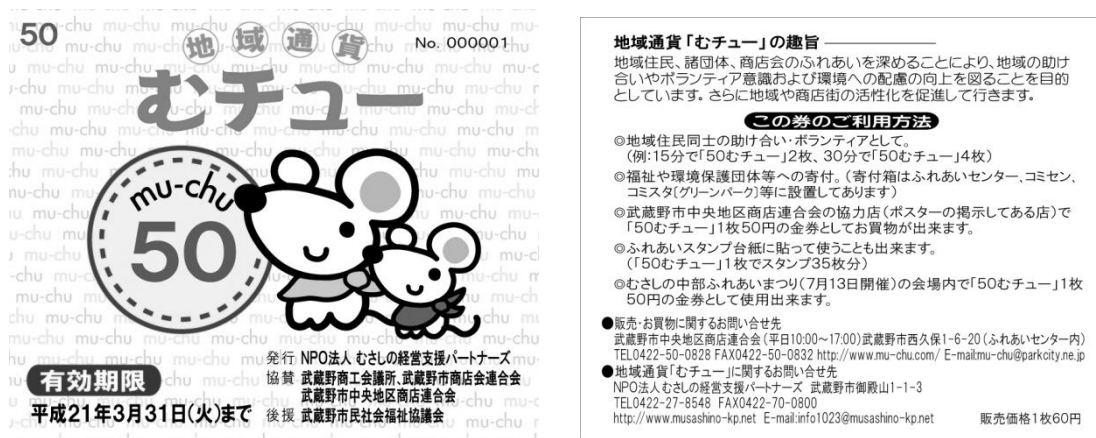 50
No. 000001
地域通貨
むチュー
mu-chu
50
有効期限
平成21年3月31日(火)まで
発行 NPO法人 むさしの経営支援パートナーズ
協賛 武蔵野商工会議所、武蔵野市商店会連合会
武蔵野市中央地区商店連合会
後援 武蔵野市民社会福祉協議会
地域通貨「むチュー」の趣旨
地域住民、諸団体、商店会のふれあいを深めることにより、地域の助け
合いやボランティア意識および環境への配慮の向上を図ることを目的
としています。さらに地域や商店街の活性化を促進して行きます。
この券のご利用方法
◎地域住民同士の助け合い・ボランティアとして。
(例:15分で「50むチュー」2枚、30分で「50むチュー」4枚)
◎福祉や環境保護団体等への寄付。(寄付箱はふれあいセンター、コミセン、
コミスタ[グリーンパーク]等に設置してあります)
◎武蔵野市中央地区商店連合会の協力店(ポスターの掲示してある店)で
「50むチュー」1枚50円の金券としてお買物が出来ます。
◎ふれあいスタンプ台紙に貼って使うことも出来ます。
(「50むチュー」1枚でスタンプ35枚分)
◎むさしの中部ふれあいまつり(7月13日開催)の会場内で「50むチュー」1枚
50円の金券として使用出来ます。
●販売・お買物に関するお問い合せ先
武蔵野市中央地区商店連合会(平日10:00〜17:00)武蔵野市西久保1-6-20(ふれあいセンター内)
TEL0422-50-0828 FAX0422-50-0832 http://www.mu-chu.com/ E-mail:mu-chu@parkcity.ne.jp
●地域通貨「むチュー」に関するお問い合せ先
NPO法人むさしの経営支援パートナーズ 武蔵野市御殿山1-1-3
TEL0422-27-8548 FAX0422-70-0800
http://www.musashino-kp.net E-mail:info1023@musashino-kp.net 販売価格1枚60円